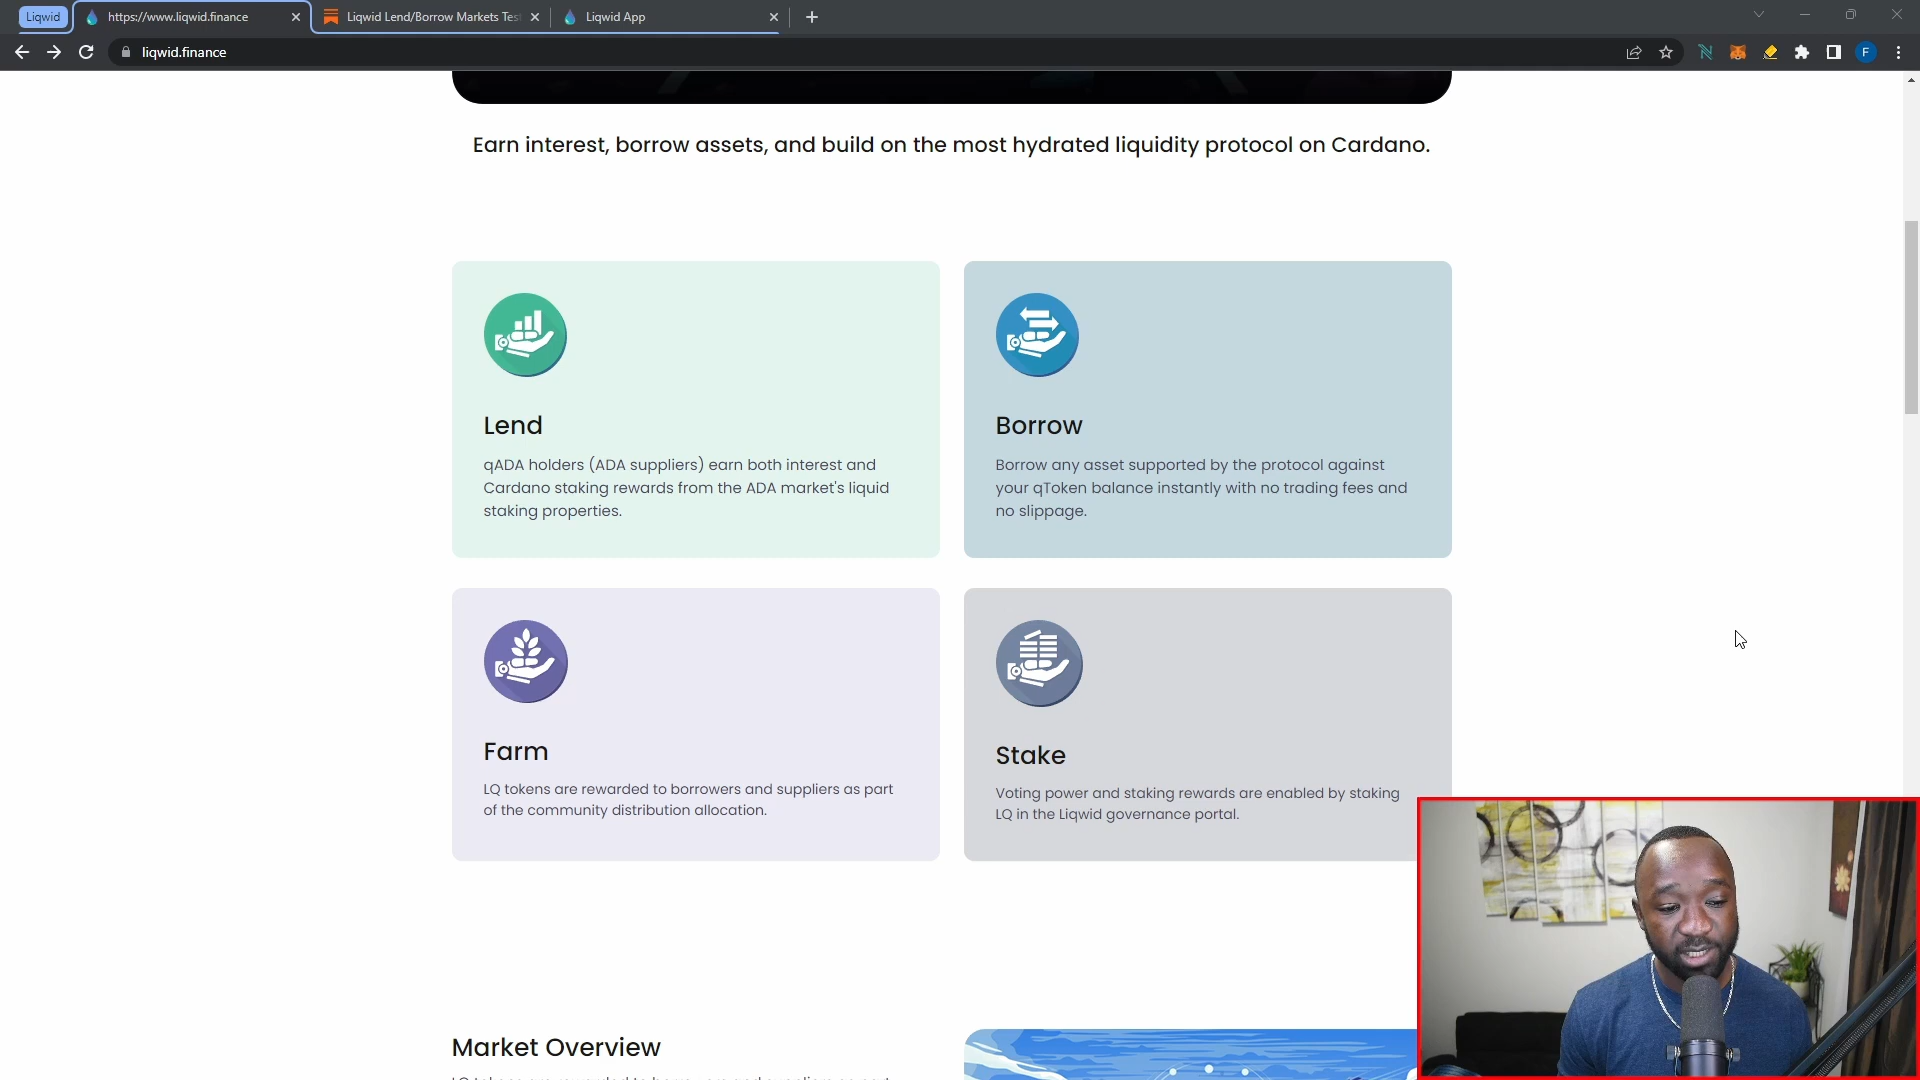 Liqwid
https://www.liqwid.finance
Liqwid Lend/Borrow Markets Test
Liqwid App
liqwid.finance
F
Earn interest, borrow assets, and build on the most hydrated liquidity protocol on Cardano.
Lend
qADA holders (ADA suppliers) earn both interest and
Cardano staking rewards from the ADA market's liquid
staking properties.
Borrow
Borrow any asset supported by the protocol against
your qToken balance instantly with no trading fees and
no slippage.
Farm
LQ tokens are rewarded to borrowers and suppliers as part
of the community distribution allocation.
Stake
Voting power and staking rewards are enabled by staking
LQ in the Liqwid governance portal.
Market Overview